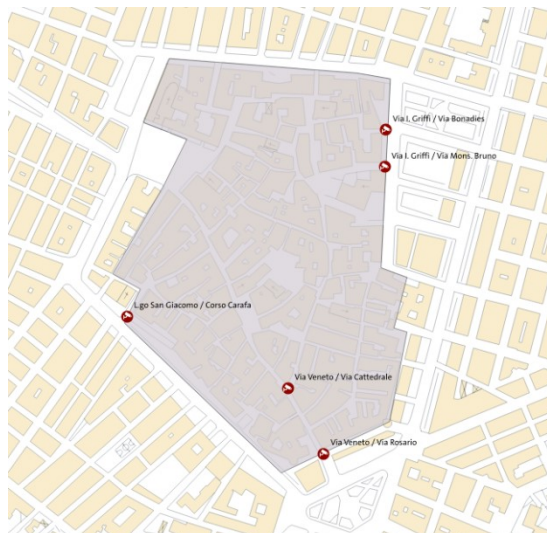 Via I. Griffi / Via Bonadies
Via I. Griffi / Via Mons. Bruno
L.go San Giacomo / Corso Carafa
Via Veneto / Via Cattedrale
Via Veneto / Via Rosario